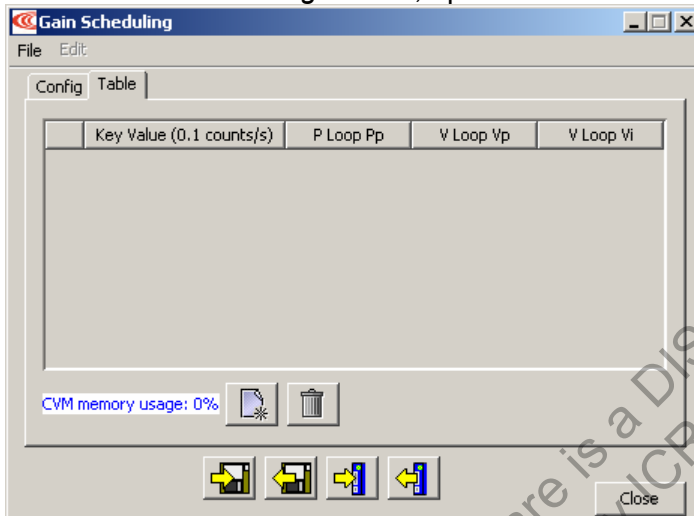 Gain Scheduling
File Edit
Config Table
Key Value (0.1 counts/s) P Loop Pp V Loop Vp V Loop Vi
CVM memory usage: 0%
Close